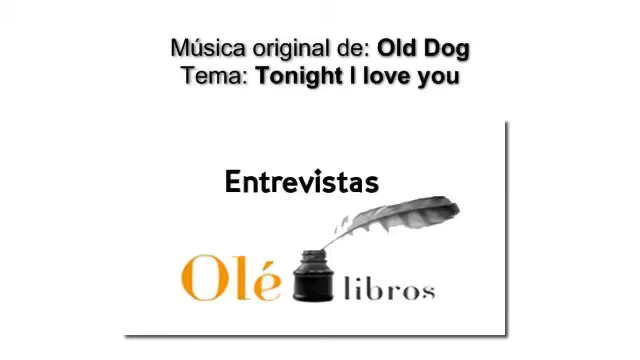 Música original de: Old Dog
Tema: Tonight I love you
Entrevistas
Olé libros